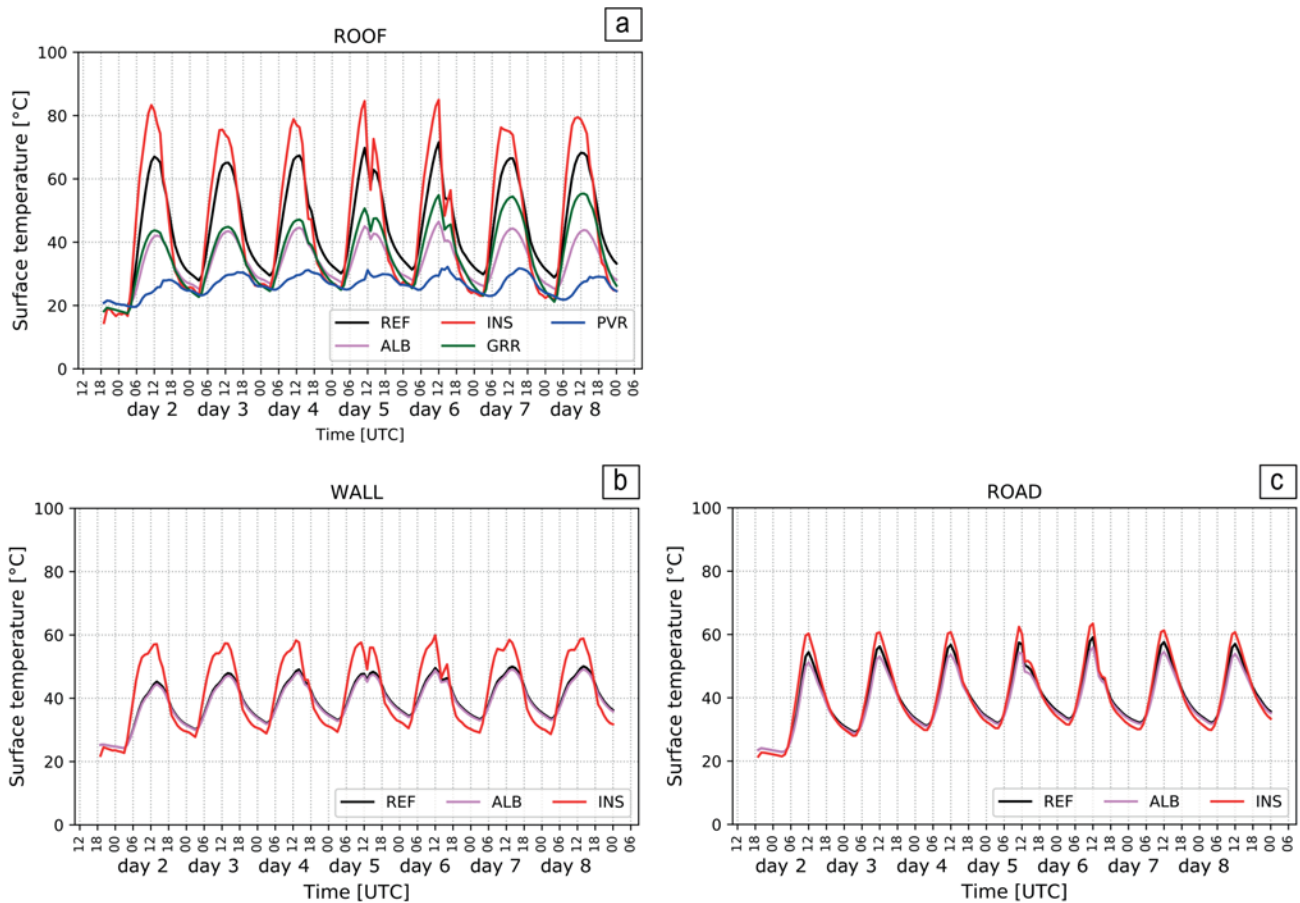 a
ROOF
100
80
60
40
20
0
Surface temperature [°C]
REF INS PVR
ALB GRR
12 18 00 06 12 18 00 06 12 18 00 06 12 18 00 06 12 18 00 06 12 18 00 06 12 18 00 06 12 18 00 06
day 2 day 3 day 4 day 5 day 6 day 7 day 8
Time [UTC]
b
WALL
100
80
60
40
20
0
Surface temperature [°C]
REF ALB INS
12 18 00 06 12 18 00 06 12 18 00 06 12 18 00 06 12 18 00 06 12 18 00 06 12 18 00 06 12 18 00 06
day 2 day 3 day 4 day 5 day 6 day 7 day 8
Time [UTC]
c
ROAD
100
80
60
40
20
0
Surface temperature [°C]
REF ALB INS
12 18 00 06 12 18 00 06 12 18 00 06 12 18 00 06 12 18 00 06 12 18 00 06 12 18 00 06 12 18 00 06
day 2 day 3 day 4 day 5 day 6 day 7 day 8
Time [UTC]